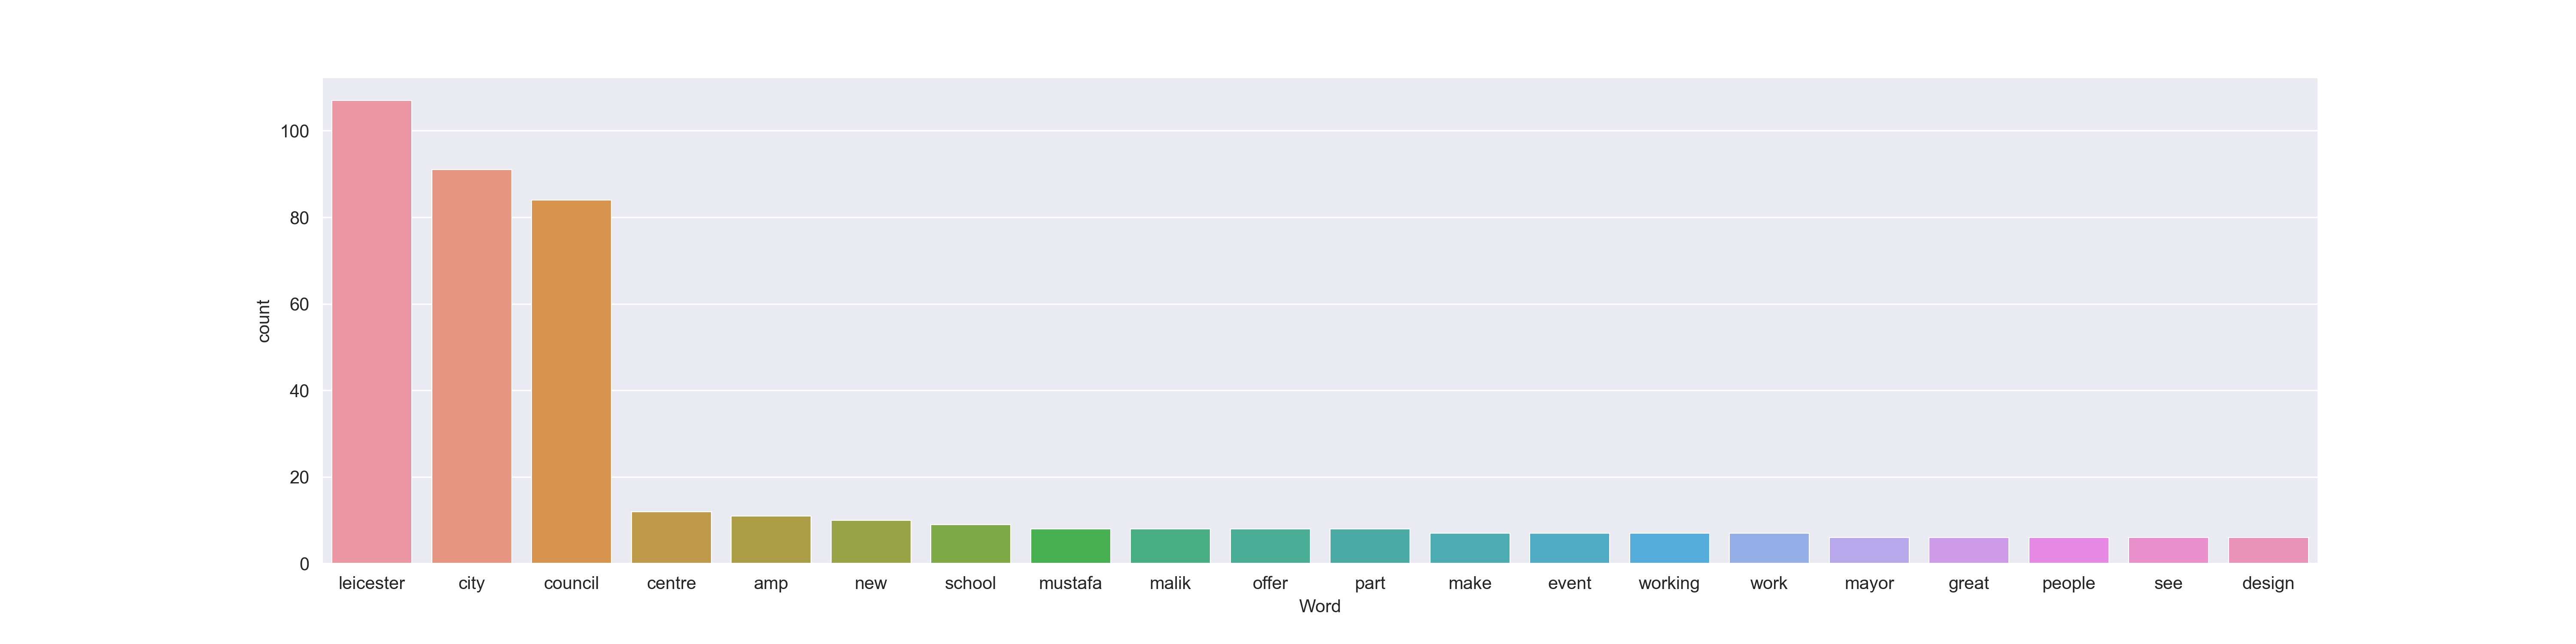 100
80
60
40
20
0
count
leicester city council centre amp new school mustafa malik offer part make event working work mayor great people see design
Word